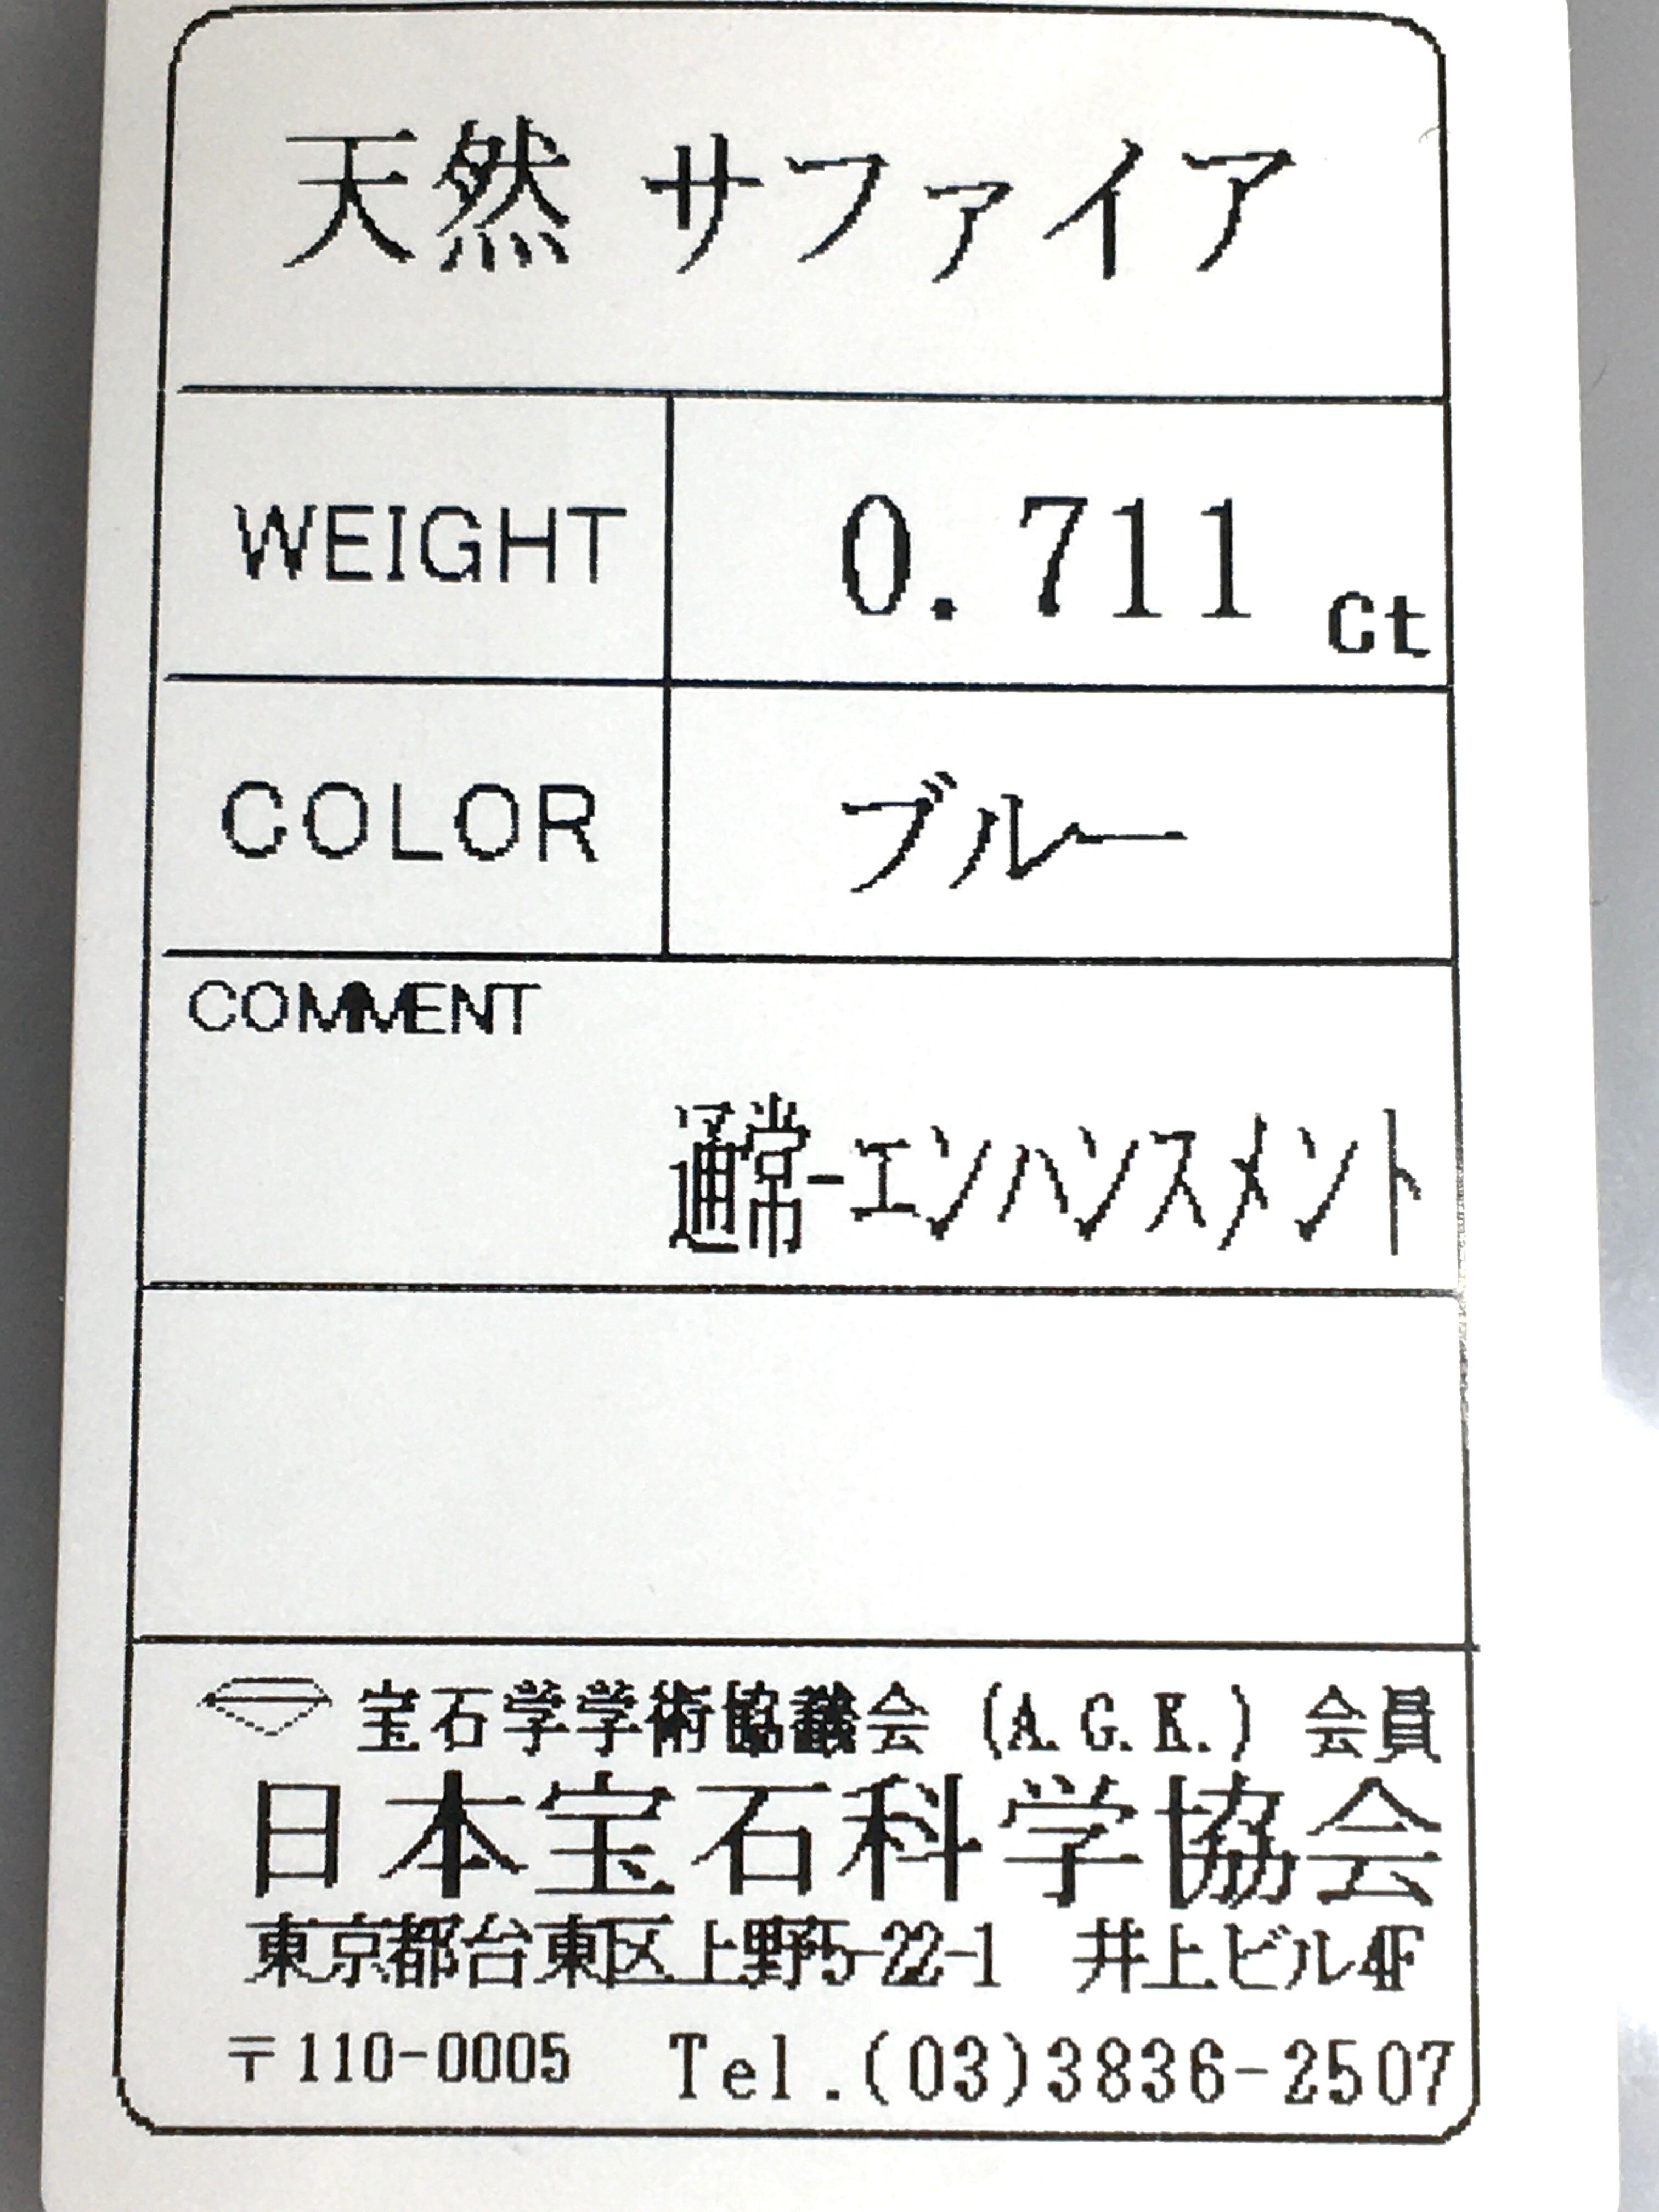 天然 サファイア
WEIGHT 0.711 Ct
COLOR ブルー
COMMENT
通常-エンハンスメント
宝石学学術協議会 (A.G.K.) 会員
日本宝石科学協会
東京都台東区上野5-22-1 井上ビル4F
〒110-0005 Tel.(03)3836-2507